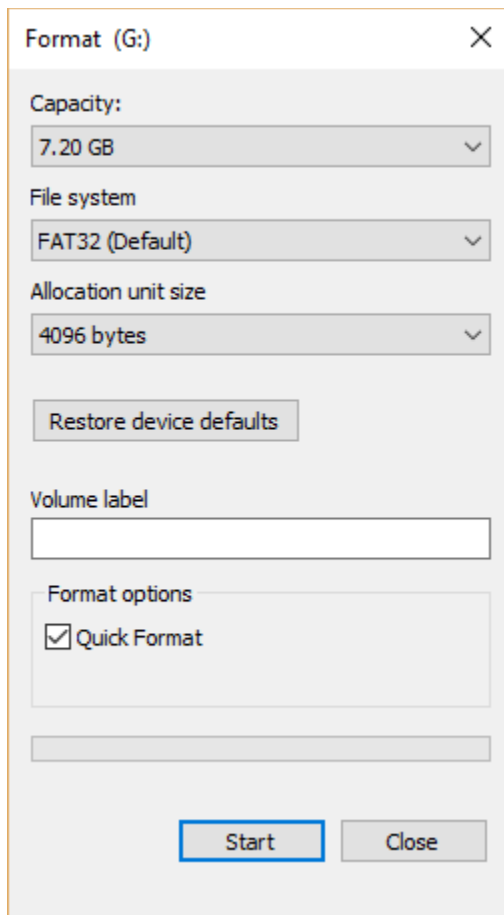 Format (G:)
Capacity:
7.20 GB
File system
FAT32 (Default)
Allocation unit size
4096 bytes
Restore device defaults
Volume label
Format options
Quick Format
Start Close